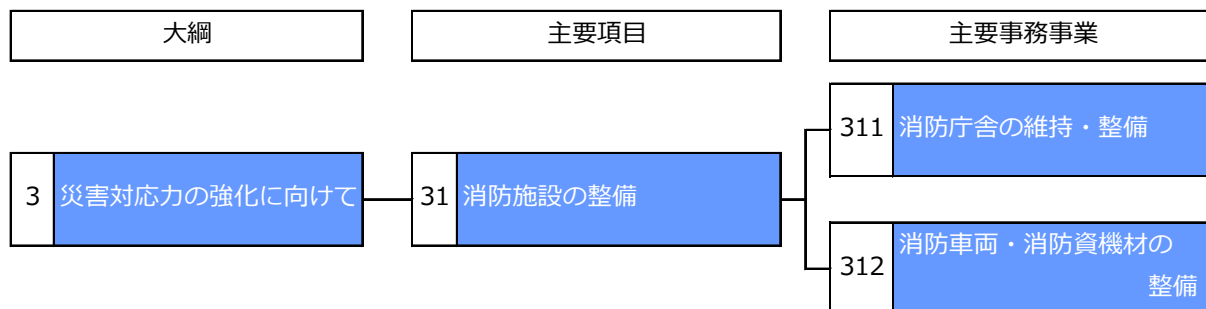 大綱
主要項目
主要事務事業
311 消防庁舎の維持・整備
3 災害対応力の強化に向けて
31 消防施設の整備
312 消防車両・消防資機材の
整備